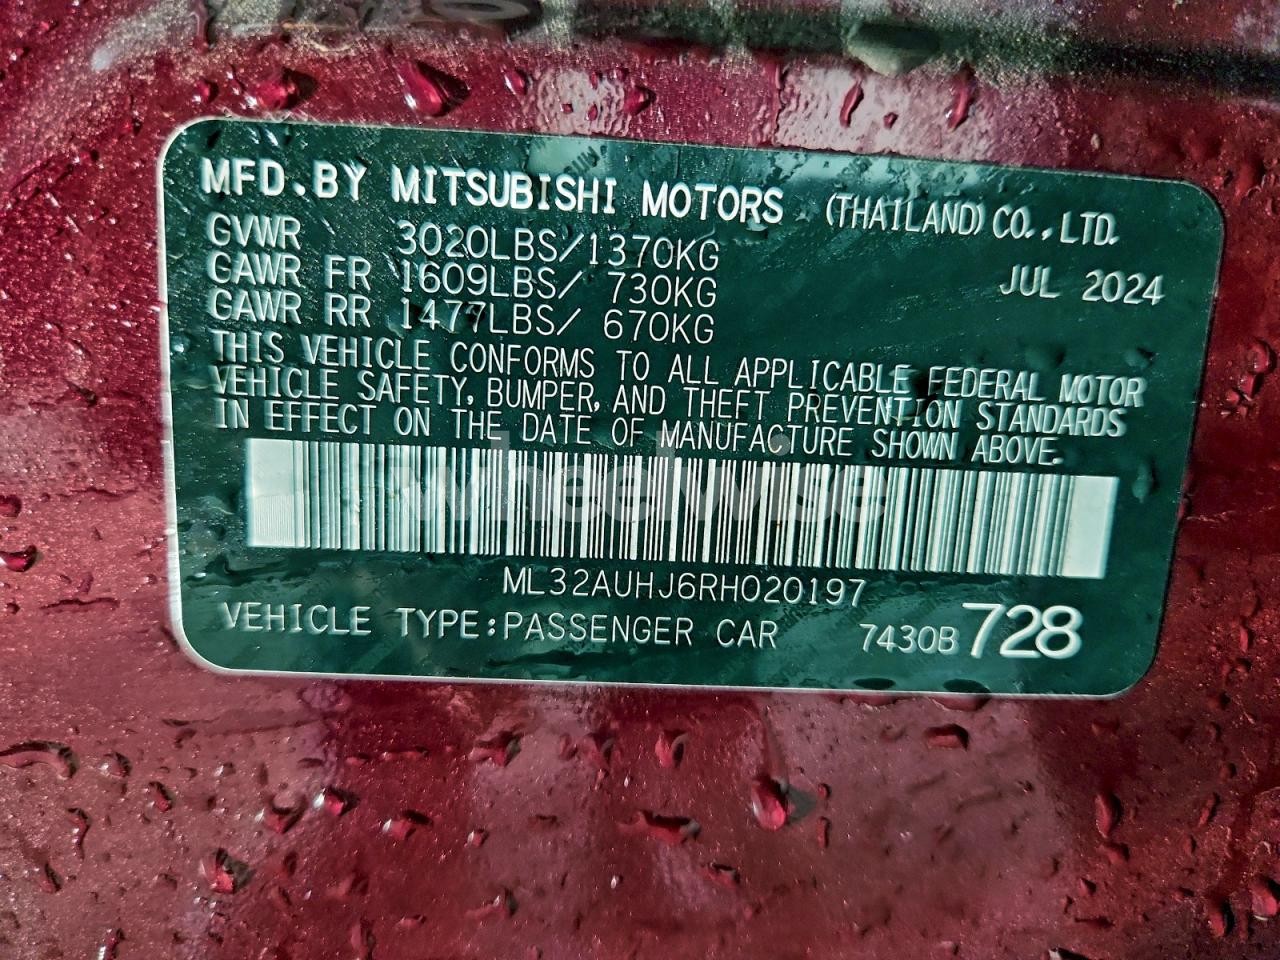 MFD.BY MITSUBISHI MOTORS (THAILAND) CO., LTD.
GVWR 3020LBS/1370KG
GAWR FR 1609LBS/ 730KG JUL 2024
GAWR RR 1477LBS/ 670KG
THIS VEHICLE CONFORMS TO ALL APPLICABLE FEDERAL MOTOR
VEHICLE SAFETY, BUMPER, AND THEFT PREVENTION STANDARDS
IN EFFECT ON THE DATE OF MANUFACTURE SHOWN ABOVE.
wheelwise
ML32AUHJ6RH020197
VEHICLE TYPE:PASSENGER CAR 7430B 728